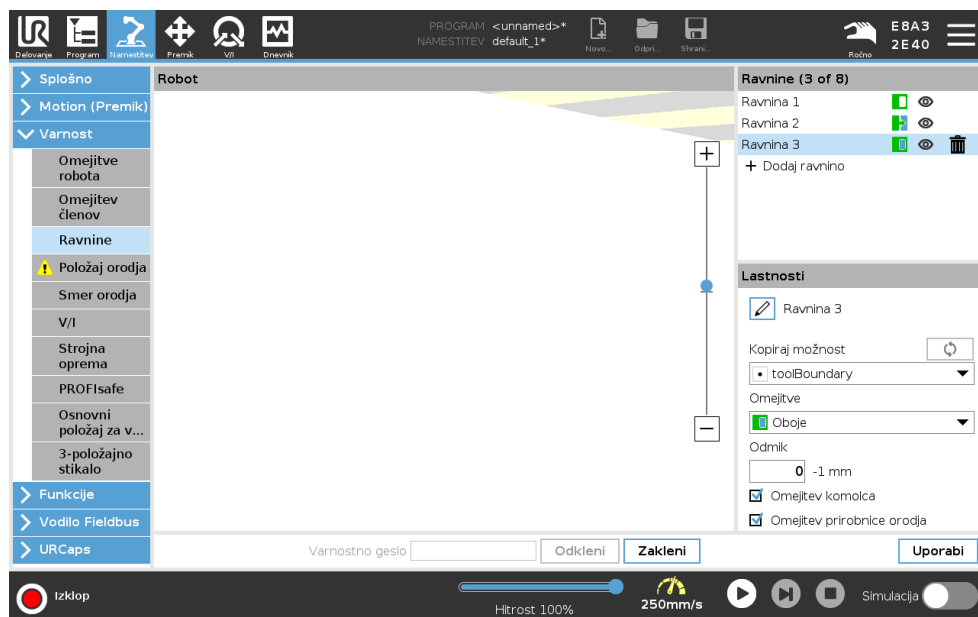 PROGRAM <unnamed>*
NAMESTITEV default_1*
E8A3
2E40
Delovanje Program Namestitev Premik V/I Dnevnik Novo... Odpri... Shrani... Ročno
Splošno
Motion (Premik)
Varnost
Omejitve
robota
Omejitev
členov
Ravnine
Položaj orodja
Smer orodja
V/I
Strojna
oprema
PROFIsafe
Osnovni
položaj za v...
3-položajno
stikalo
Funkcije
Vodilo Fieldbus
URCaps
Robot
Ravnine (3 of 8)
Ravnina 1
Ravnina 2
Ravnina 3
+ Dodaj ravnino
Lastnosti
Ravnina 3
Kopiraj možnost
toolBoundary
Omejitve
Oboje
Odmik
0 -1 mm
Omejitev komolca
Omejitev prirobnice orodja
Varnostno geslo Odkleni Zakleni Uporabi
Izklop
Hitrost 100%
250mm/s
Simulacija